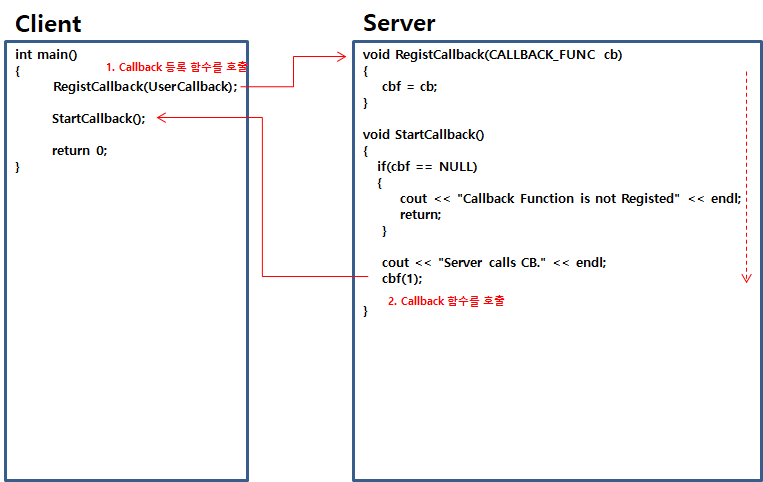 Client
int main()
{
1. Callback 등록 함수를 호출
RegistCallback(UserCallback);
StartCallback();
return 0;
}
Server
void RegistCallback(CALLBACK_FUNC cb)
{
cbf = cb;
}
void StartCallback()
{
if(cbf == NULL)
{
cout << "Callback Function is not Registed" << endl;
return;
}
cout << "Server calls CB." << endl;
cbf(1);
2. Callback 함수를 호출
}